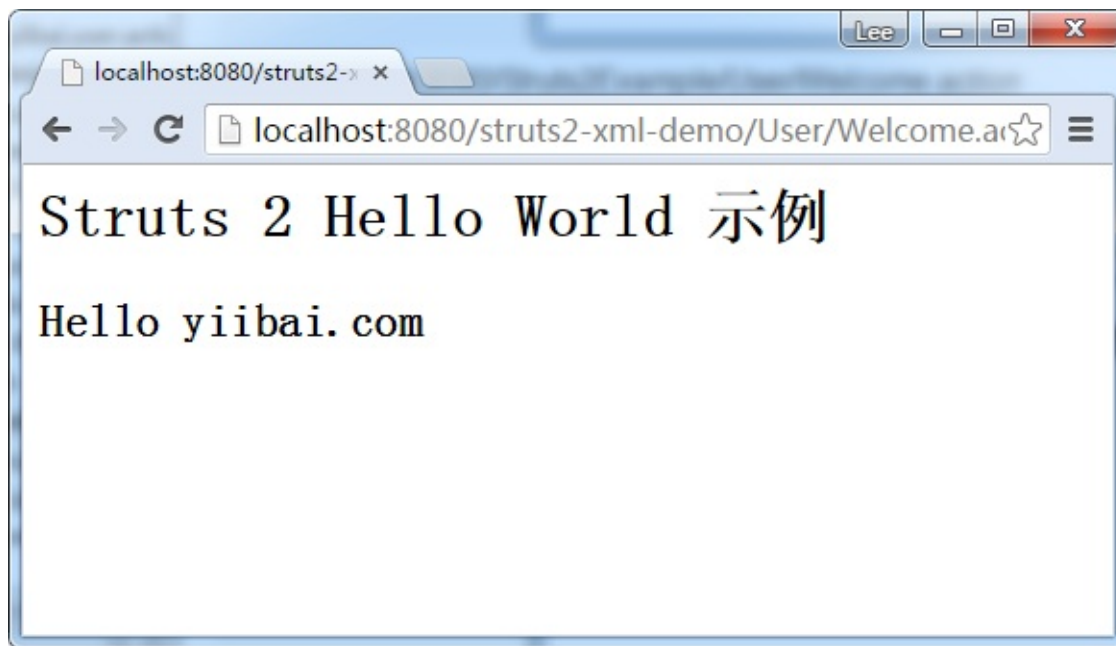 Lee
localhost:8080/struts2-x
localhost:8080/struts2-xml-demo/User/Welcome.ac
Struts 2 Hello World 示例
Hello yiibai.com